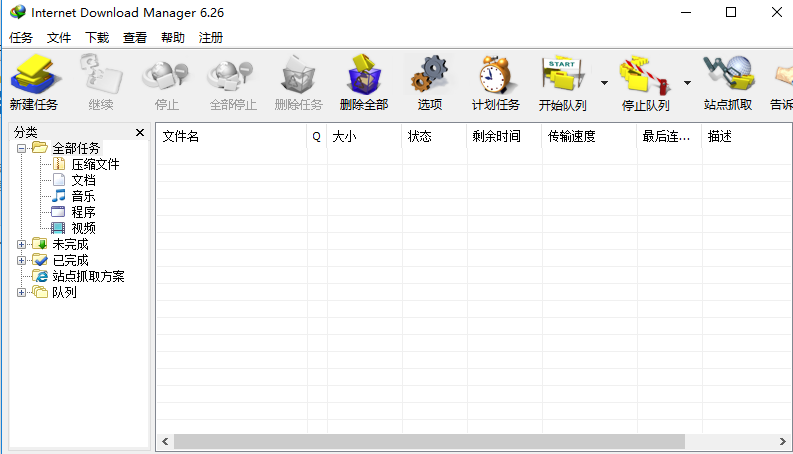 Internet Download Manager 6.26
任务 文件 下载 查看 帮助 注册
新建任务 继续 停止 全部停止 删除任务 删除全部 选项 计划任务 开始队列 停止队列 站点抓取 告诉
START
分类
文件名 Q 大小 状态 剩余时间 传输速度 最后连... 描述
全部任务
压缩文件
文档
音乐
程序
视频
未完成
已完成
站点抓取方案
队列